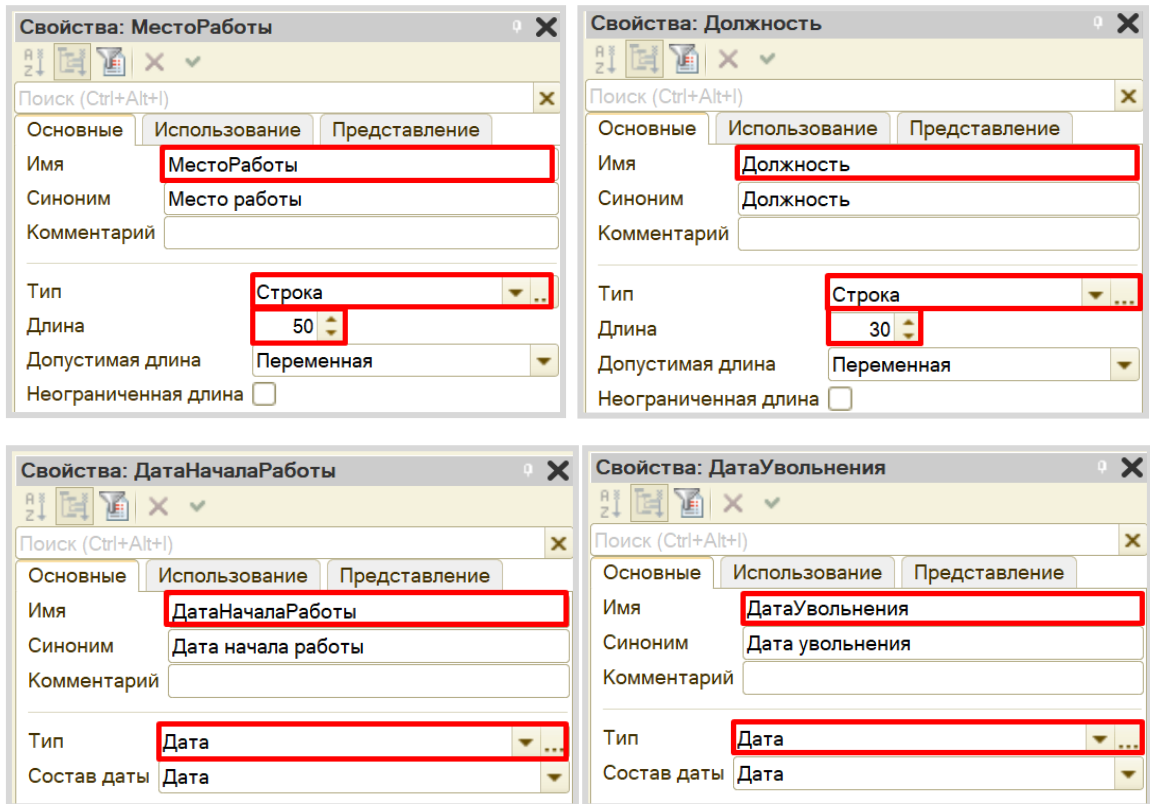 Свойства: МестоРаботы
Поиск (Ctrl+Alt+I)
Основные Использование Представление
Имя МестоРаботы
Синоним Место работы
Комментарий
Тип Строка
Длина 50
Допустимая длина Переменная
Неограниченная длина
Свойства: Должность
Поиск (Ctrl+Alt+I)
Основные Использование Представление
Имя Должность
Синоним Должность
Комментарий
Тип Строка ...
Длина 30
Допустимая длина Переменная
Неограниченная длина
Свойства: ДатаНачалаРаботы
Поиск (Ctrl+Alt+I)
Основные Использование Представление
Имя ДатаНачалаРаботы
Синоним Дата начала работы
Комментарий
Тип Дата ...
Состав даты Дата
Свойства: ДатаУвольнения
Поиск (Ctrl+Alt+I)
Основные Использование Представление
Имя ДатаУвольнения
Синоним Дата увольнения
Комментарий
Тип Дата ...
Состав даты Дата